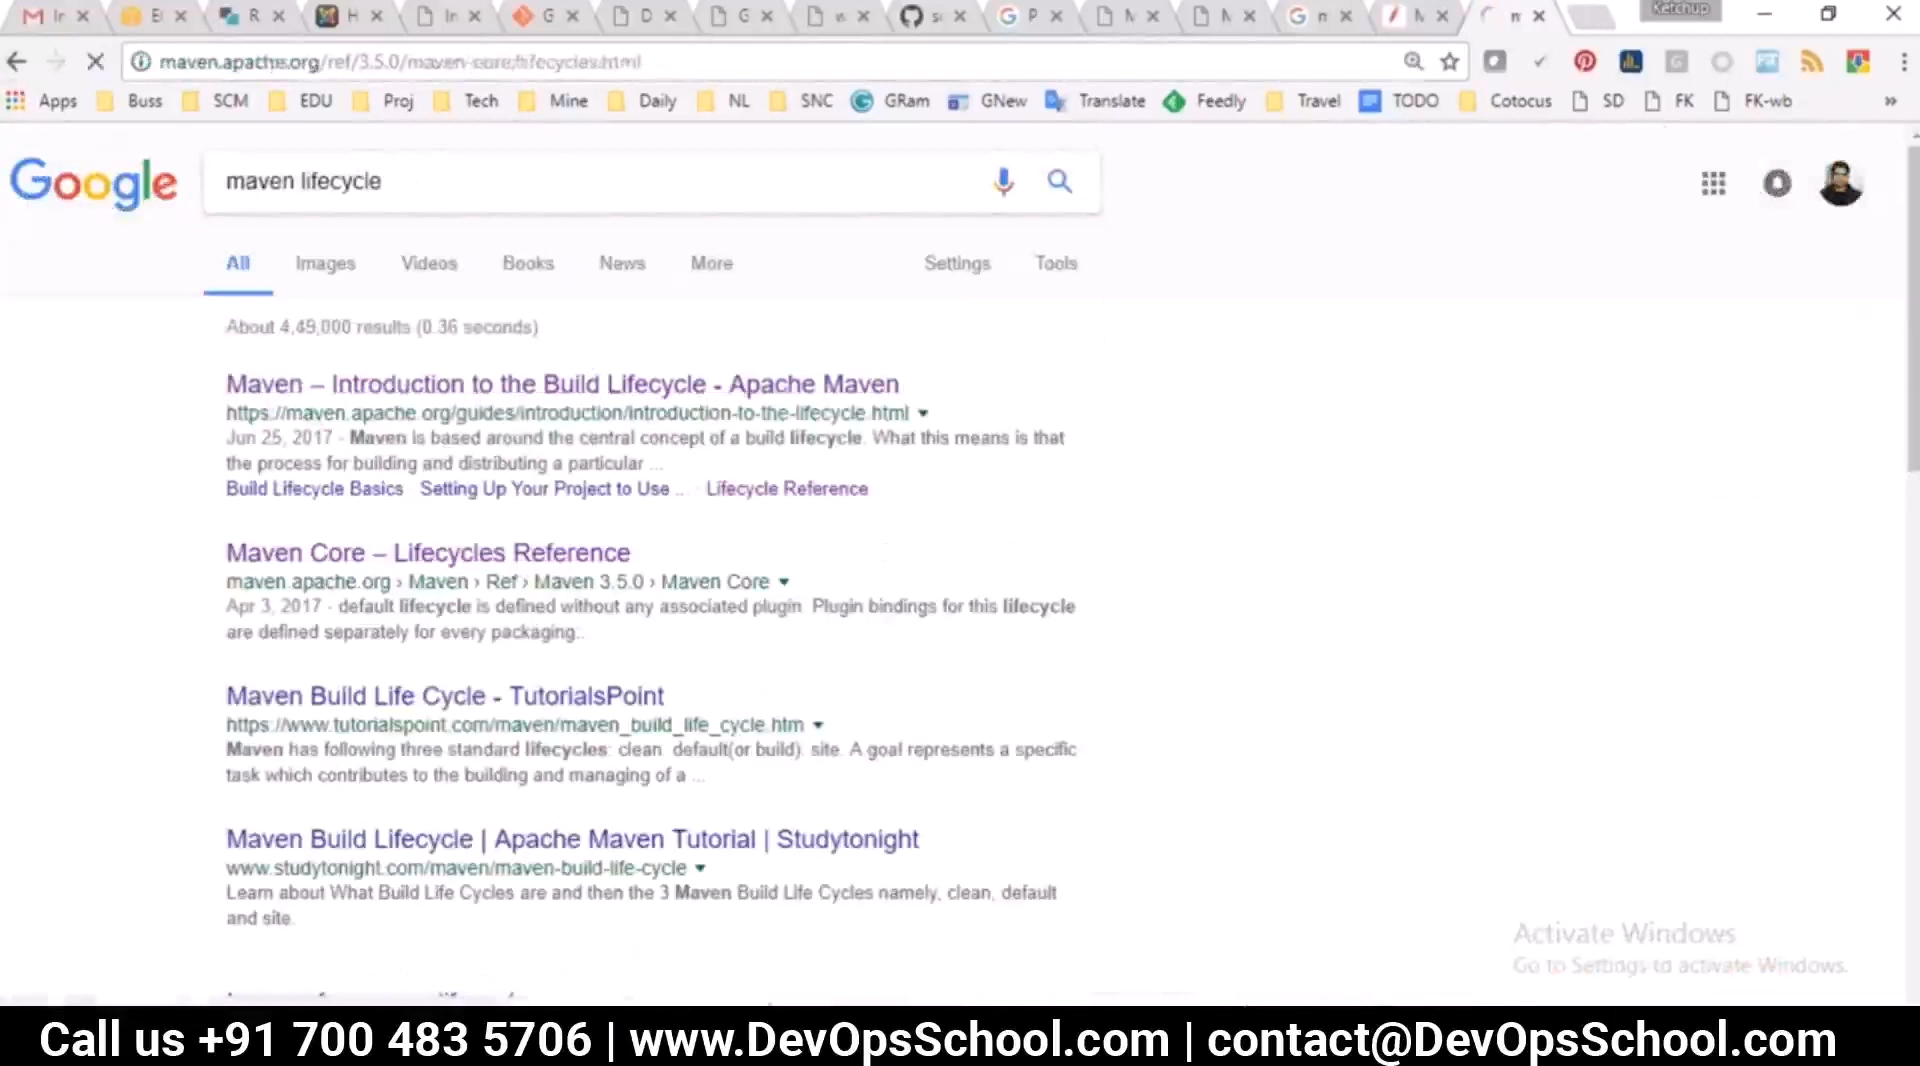 Ketchup
maven.apache.org/ref/3.5.0/maven-core/lifecycles.html
Apps Buss SCM EDU Proj Tech Mine Daily NL SNC GRam GNew Translate Feedly Travel TODO Cotocus SD FK FK-wb »
Google
maven lifecycle
All Images Videos Books News More Settings Tools
About 4,49,000 results (0.36 seconds)
Maven – Introduction to the Build Lifecycle - Apache Maven
https://maven.apache.org/guides/introduction/introduction-to-the-lifecycle.html
Jun 25, 2017 - Maven is based around the central concept of a build lifecycle. What this means is that
the process for building and distributing a particular ...
Build Lifecycle Basics Setting Up Your Project to Use ... Lifecycle Reference
Maven Core – Lifecycles Reference
maven.apache.org › Maven › Ref › Maven 3.5.0 › Maven Core
Apr 3, 2017 - default lifecycle is defined without any associated plugin. Plugin bindings for this lifecycle
are defined separately for every packaging:.
Maven Build Life Cycle - TutorialsPoint
https://www.tutorialspoint.com/maven/maven_build_life_cycle.htm
Maven has following three standard lifecycles: clean. default(or build). site. A goal represents a specific
task which contributes to the building and managing of a ...
Maven Build Lifecycle | Apache Maven Tutorial | Studytonight
www.studytonight.com/maven/maven-build-life-cycle
Learn about What Build Life Cycles are and then the 3 Maven Build Life Cycles namely, clean, default
and site.
Activate Windows
Go to Settings to activate Windows.
Call us +91 700 483 5706 | www.DevOpsSchool.com | contact@DevOpsSchool.com